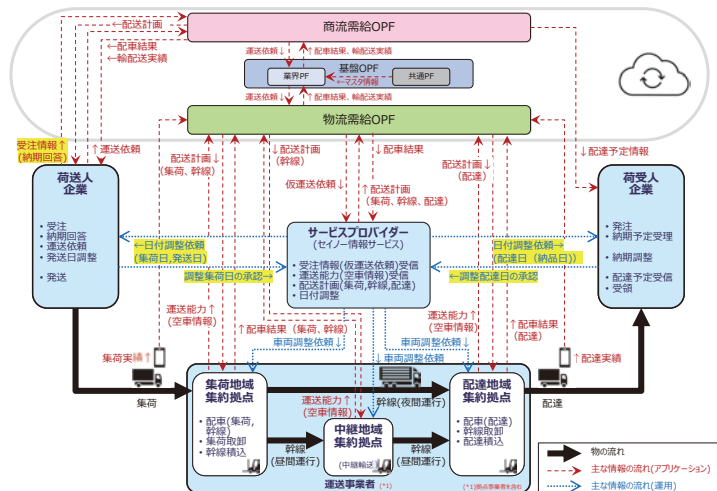 商流需給OPF
←配送計画
←配車結果
←輸配送実績
運送依頼↓
↑配車結果、輸配送実績
基盤OPF
業界PF
←マスタ情報
共通PF
運送依頼↓
↑配車結果、輸配送実績
物流需給OPF
受注情報↑
(納期回答)
↑運送依頼
↓配送計画
(集荷、幹線)
↓配送計画
(幹線)
↓配車結果
配送計画↓
(配達)
↓配達予定情報
仮運送依頼↓
↑配送計画
(集荷、幹線、配達)
荷送人
企業
・受注
・納期回答
・運送依頼
・発送日調整
・発送
荷受人
企業
・発注
・納期予定受理
・納期調整
・配達予定受信
・受領
サービスプロバイダー
(セイノー情報サービス)
・受注情報(仮運送依頼)受信
・運送能力(空車情報)受信
・配送計画(集荷,幹線,配達)
・日付調整
←日付調整依頼
(集荷日,発送日)
日付調整依頼→
(配達日（納品日）)
調整集荷日の承認→
←調整配達日の承認
運送能力↑
(空車情報)
↑配車結果（集荷、幹線）
運送能力↑
(空車情報)
↑配車結果
(配達)
車両調整依頼↓
車両調整依頼↓
↓車両調整依頼
集荷実績↑
↑配達実績
集荷
集荷地域
集約拠点
・配車(集荷,
幹線)
・集荷取卸
・幹線積込
運送能力↑
(空車情報)
幹線(夜間運行)
中継地域
集約拠点
(中継輸送)
幹線
(昼間運行)
幹線
(昼間運行)
配達地域
集約拠点
・配車(配達)
・幹線取卸
・配達積込
配達
運送事業者 (*1)
(*1)拠点事業者を含む
物の流れ
主な情報の流れ(アプリケーション)
主な情報の流れ(運用)